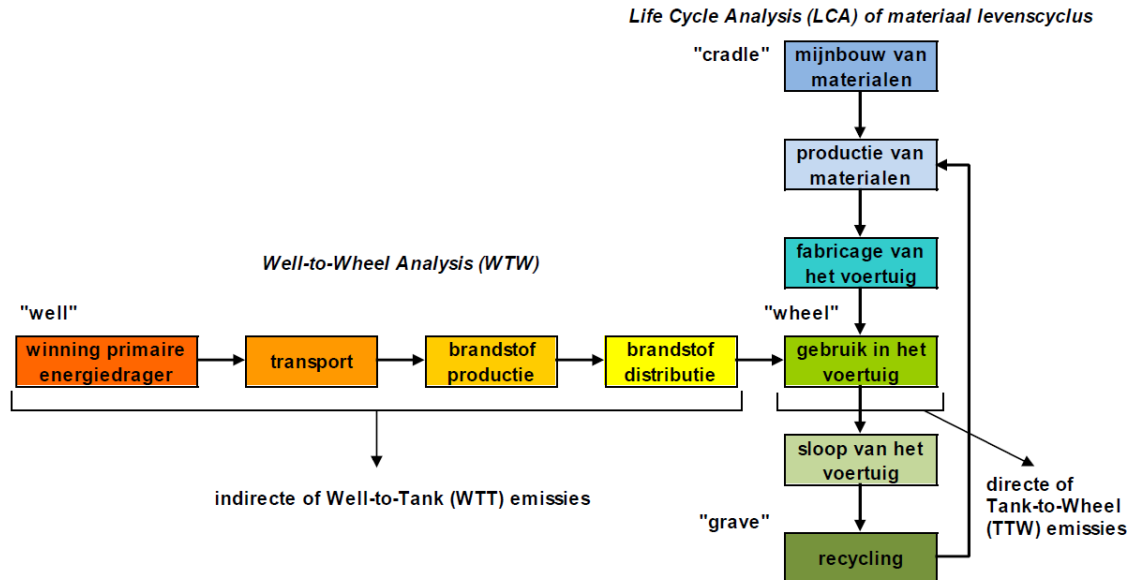 Life Cycle Analysis (LCA) of materiaal levenscyclus
"cradle"
mijnbouw van
materialen
productie van
materialen
fabricage van
het voertuig
Well-to-Wheel Analysis (WTW)
"well"
"wheel"
winning primaire
energiedrager
transport
brandstof
productie
brandstof
distributie
gebruik in het
voertuig
sloop van het
voertuig
indirecte of Well-to-Tank (WTT) emissies
directe of
Tank-to-Wheel
(TTW) emissies
"grave"
recycling